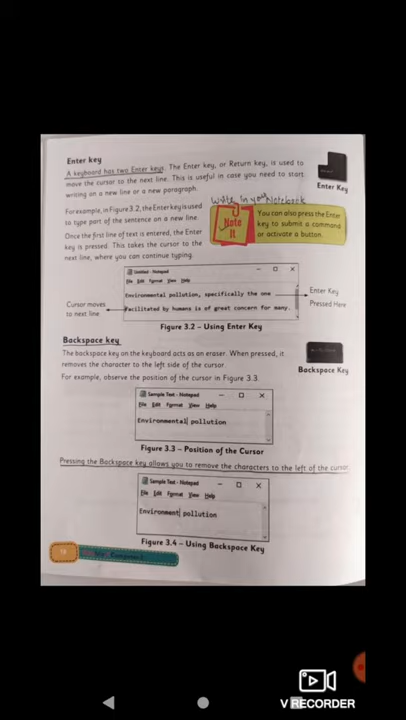 Enter key
A keyboard has two Enter keys. The Enter key, or Return key, is used to
move the cursor to the next line. This is useful in case you need to start
writing on a new line or a new paragraph.
Enter Key
Write in your Notebook
For example, in Figure 3.2, the Enter key is used
to type part of the sentence on a new line.
Once the first line of text is entered, the Enter
key is pressed. This takes the cursor to the
next line, where you can continue typing.
Note
It
You can also press the Enter
key to submit a command
or activate a button.
Untitled - Notepad
File Edit Format View Help
Environmental pollution, specifically the one
Facilitated by humans is of great concern for many.
Enter Key
Pressed Here
Cursor moves
to next line
Figure 3.2 - Using Enter Key
Backspace key
The backspace key on the keyboard acts as an eraser. When pressed, it
removes the character to the left side of the cursor.
For example, observe the position of the cursor in Figure 3.3.
Backspace Key
Sample Text - Notepad
File Edit Format View Help
Environmental pollution
Figure 3.3 - Position of the Cursor
Pressing the Backspace key allows you to remove the characters to the left of the cursor
Sample Text - Notepad
File Edit Format View Help
Environment pollution
Figure 3.4 - Using Backspace Key
V RECORDER